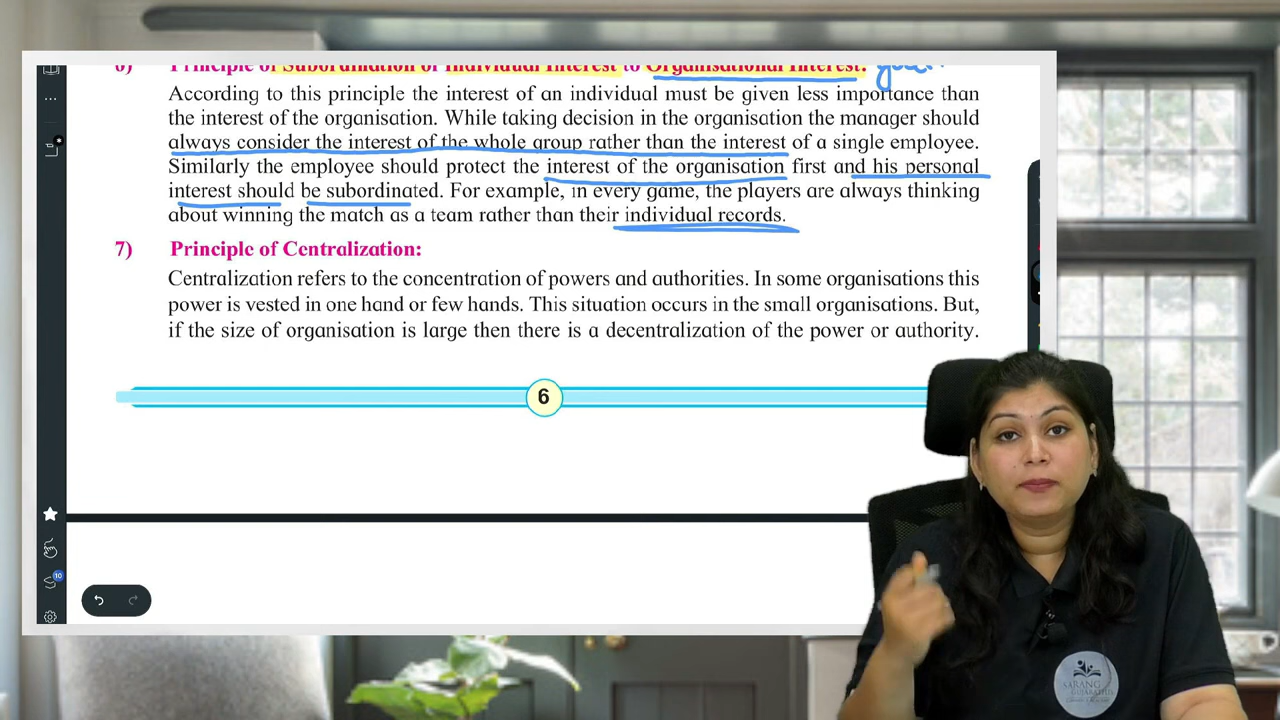 6) Principle of Subordination of Individual Interest to Organisational Interest:
According to this principle the interest of an individual must be given less importance than
the interest of the organisation. While taking decision in the organisation the manager should
always consider the interest of the whole group rather than the interest of a single employee.
Similarly the employee should protect the interest of the organisation first and his personal
interest should be subordinated. For example, in every game, the players are always thinking
about winning the match as a team rather than their individual records.
7) Principle of Centralization:
Centralization refers to the concentration of powers and authorities. In some organisations this
power is vested in one hand or few hands. This situation occurs in the small organisations. But,
if the size of organisation is large then there is a decentralization of the power or authority.
6
10
SARANG